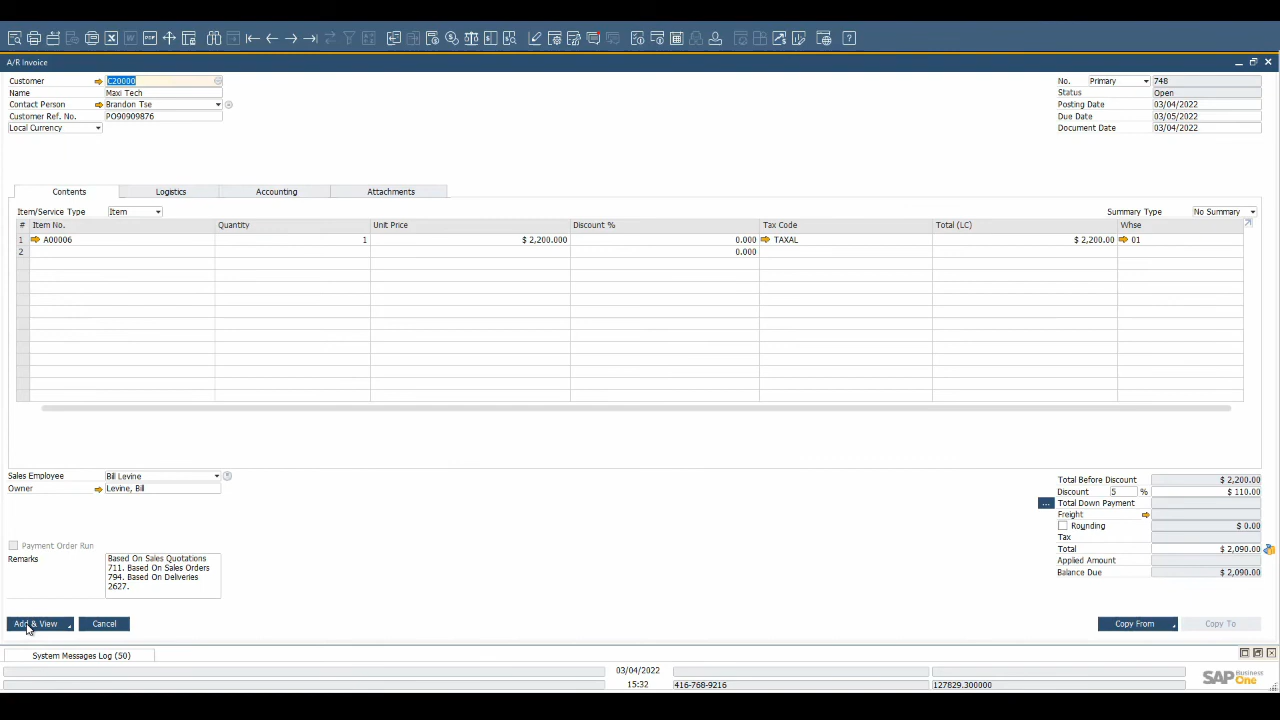 A/R Invoice
Customer C20000
Name Maxi Tech
Contact Person Brandon Tse
Customer Ref. No. PO90909876
Local Currency
No. Primary 748
Status Open
Posting Date 03/04/2022
Due Date 03/05/2022
Document Date 03/04/2022
Contents Logistics Accounting Attachments
Item/Service Type Item Summary Type No Summary
# Item No. Quantity Unit Price Discount % Tax Code Total (LC) Whse
1 A00006 1 $ 2,200.000 0.000 TAXAL $ 2,200.00 01
2 0.000
Sales Employee Bill Levine
Owner Levine, Bill
Payment Order Run
Remarks Based On Sales Quotations
711. Based On Sales Orders
794. Based On Deliveries
2627.
Total Before Discount $ 2,200.00
Discount 5 % $ 110.00
... Total Down Payment
Freight
Rounding $ 0.00
Tax
Total $ 2,090.00
Applied Amount
Balance Due $ 2,090.00
Add & View Cancel Copy From Copy To
System Messages Log (50)
03/04/2022
15:32 416-768-9216 127829.300000
SAP Business One